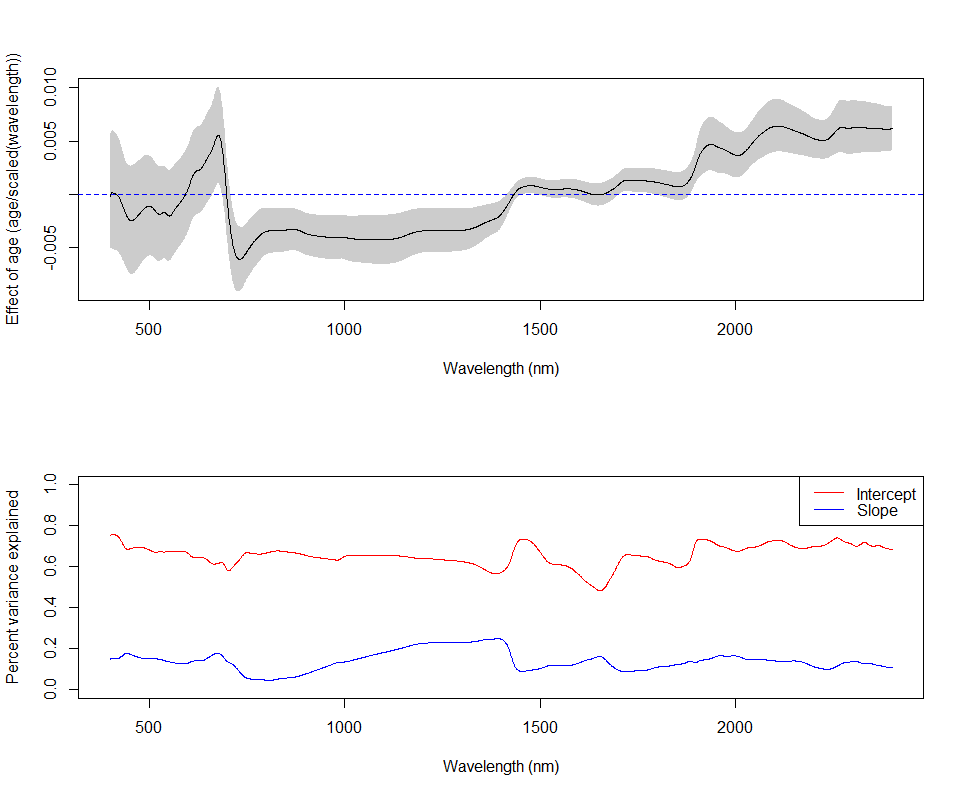 Effect of age (age/scaled(wavelength))
0.010
0.005
-0.005
500 1000 1500 2000
Wavelength (nm)
Percent variance explained
1.0
0.8
0.6
0.4
0.2
0.0
Intercept
Slope
500 1000 1500 2000
Wavelength (nm)